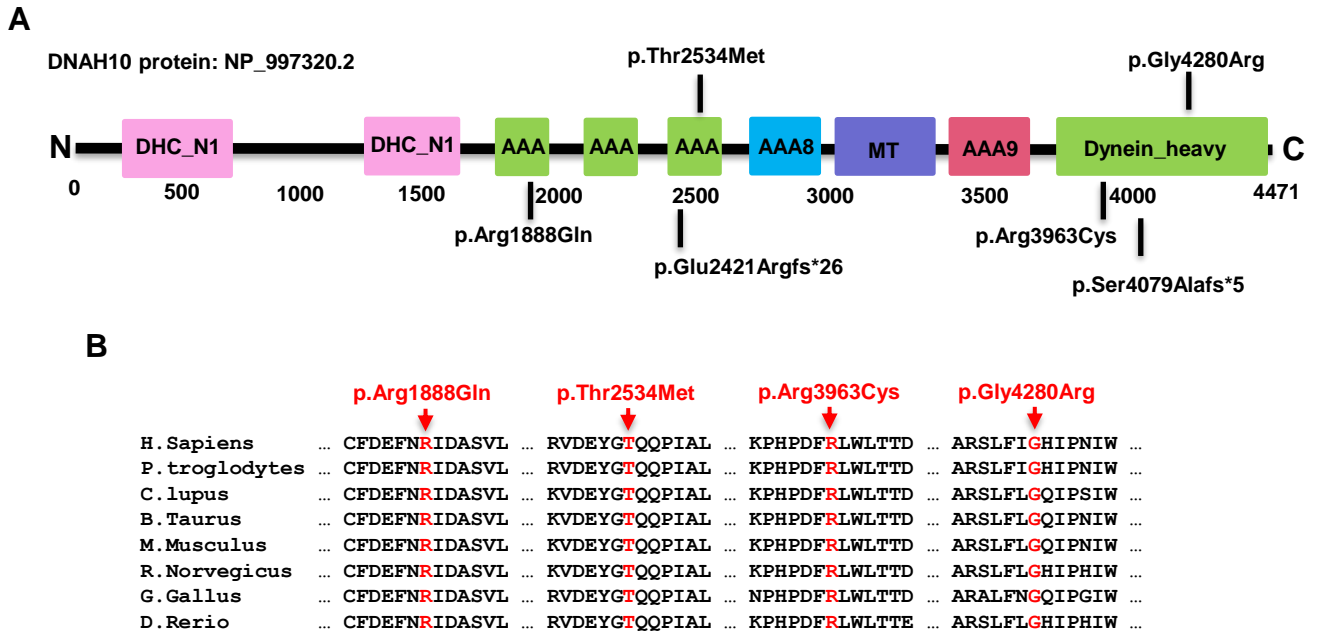 A
DNAH10 protein: NP_997320.2
p.Thr2534Met
p.Gly4280Arg
N DHC_N1 DHC_N1 AAA AAA AAA AAA8 MT AAA9 Dynein_heavy C
0 500 1000 1500 2000 2500 3000 3500 4000 4471
p.Arg1888Gln
p.Arg3963Cys
p.Glu2421Argfs*26
p.Ser4079Alafs*5
B
p.Arg1888Gln p.Thr2534Met p.Arg3963Cys p.Gly4280Arg
H.Sapiens … CFDEFNRIDASVL … RVDEYGTQQPIAL … KPHPDFRLWLTTD … ARSLFIGHIPNIW …
P.troglodytes … CFDEFNRIDASVL … RVDEYGTQQPIAL … KPHPDFRLWLTTD … ARSLFIGHIPNIW …
C.lupus … CFDEFNRIDASVL … KVDEYGTQQPIAL … KPHPDFRLWLTTD … ARSLFLGQIPSIW …
B.Taurus … CFDEFNRIDASVL … KVDEYGTQQPIAL … KPHPDFRLWLTTD … ARSLFLGQIPNIW …
M.Musculus … CFDEFNRIDASVL … KVDEYGTQQPIAL … KPHPDFRLWLTTD … ARSLFLGQIPNIW …
R.Norvegicus … CFDEFNRIDASVL … KVDEYGTQQPIAL … KPHPDFRLWLTTD … ARSLFLGHIPHIW …
G.Gallus … CFDEFNRIDASVL … RVDEYGTQQPIAL … NPHPDFRLWLTTD … ARALFNGQIPGIW …
D.Rerio … CFDEFNRIDASVL … RVDEYGTQQPIAL … KPHPDFRLWLTTE … ARSLFLGHIPHIW …